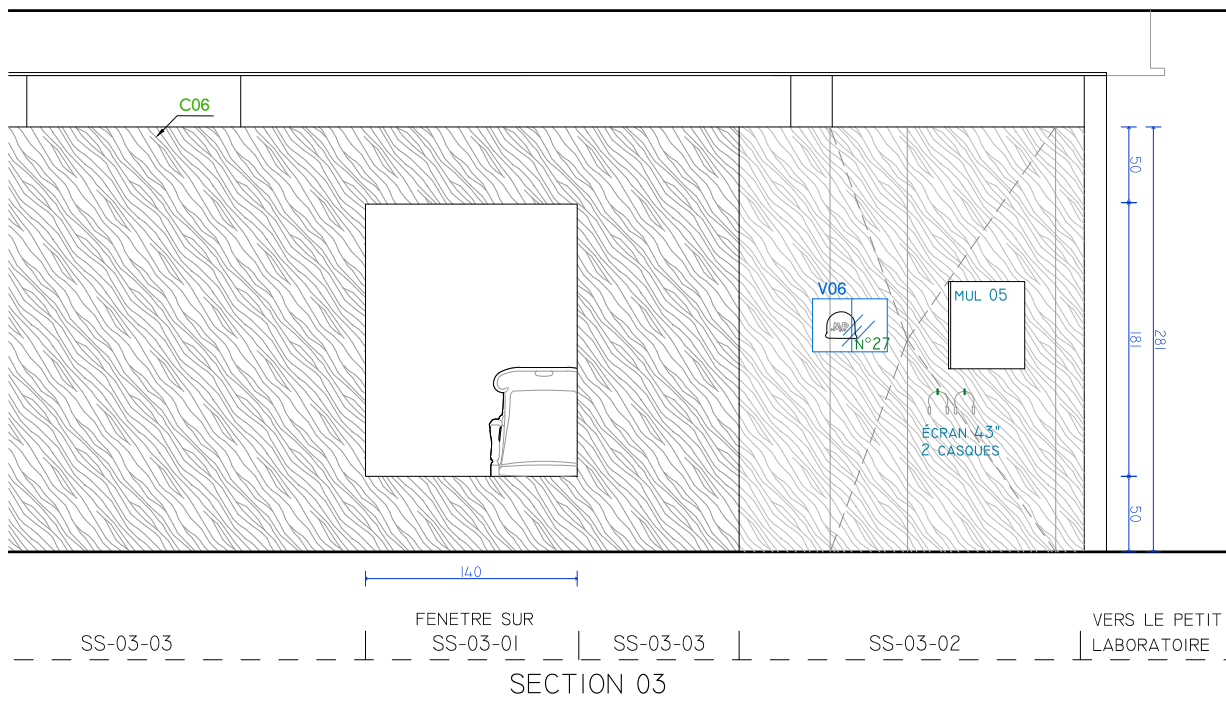 C06
50
V06
MUL 05
LMP
N°27
181
281
ÉCRAN 43"
2 CASQUES
50
140
FENETRE SUR
VERS LE PETIT
SS-03-03
SS-03-01
SS-03-03
SS-03-02
LABORATOIRE
SECTION 03